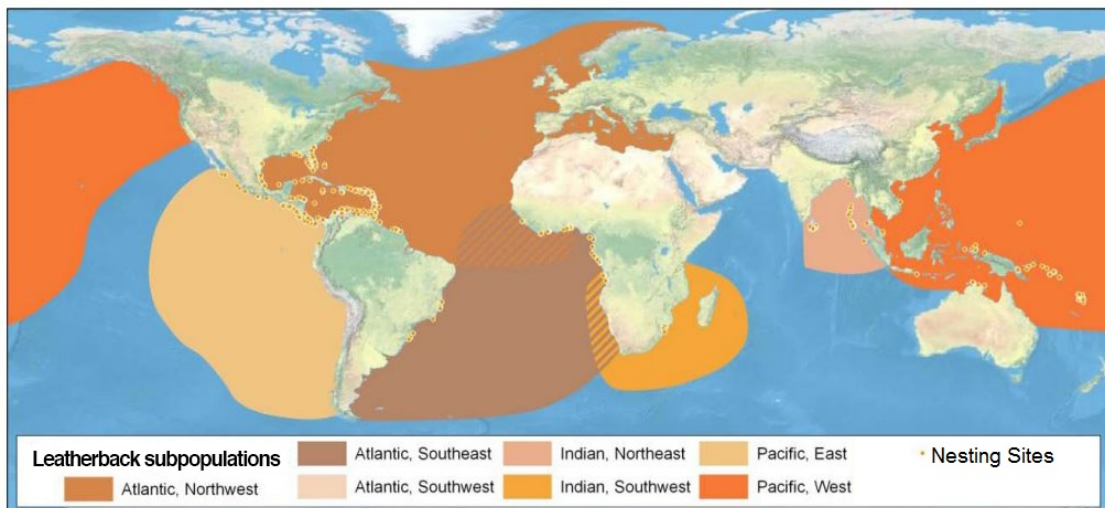 Leatherback subpopulations
Atlantic, Northwest
Atlantic, Southeast
Atlantic, Southwest
Indian, Northeast
Indian, Southwest
Pacific, East
Pacific, West
Nesting Sites